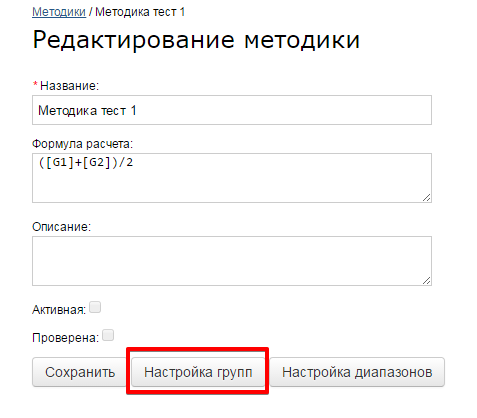 Методики / Методика тест 1
Редактирование методики
* Название:
Методика тест 1
Формула расчета:
([G1]+[G2])/2
Описание:
Активная:
Проверена:
Сохранить Настройка групп Настройка диапазонов